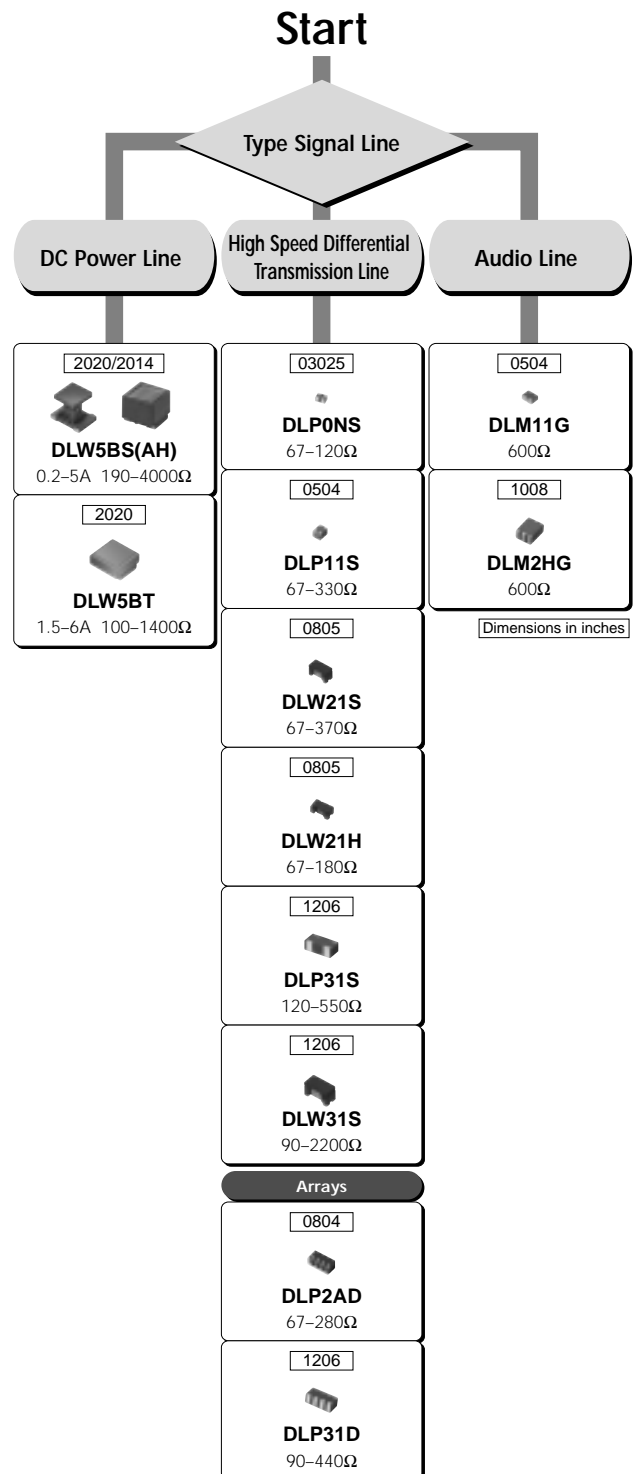 Start
Type Signal Line
DC Power Line
2020/2014
DLW5BS(AH)
0.2–5A 190–4000Ω
2020
DLW5BT
1.5–6A 100–1400Ω
High Speed Differential
Transmission Line
03025
DLP0NS
67–120Ω
0504
DLP11S
67–330Ω
0805
DLW21S
67–370Ω
0805
DLW21H
67–180Ω
1206
DLP31S
120–550Ω
1206
DLW31S
90–2200Ω
Arrays
0804
DLP2AD
67–280Ω
1206
DLP31D
90–440Ω
Audio Line
0504
DLM11G
600Ω
1008
DLM2HG
600Ω
Dimensions in inches